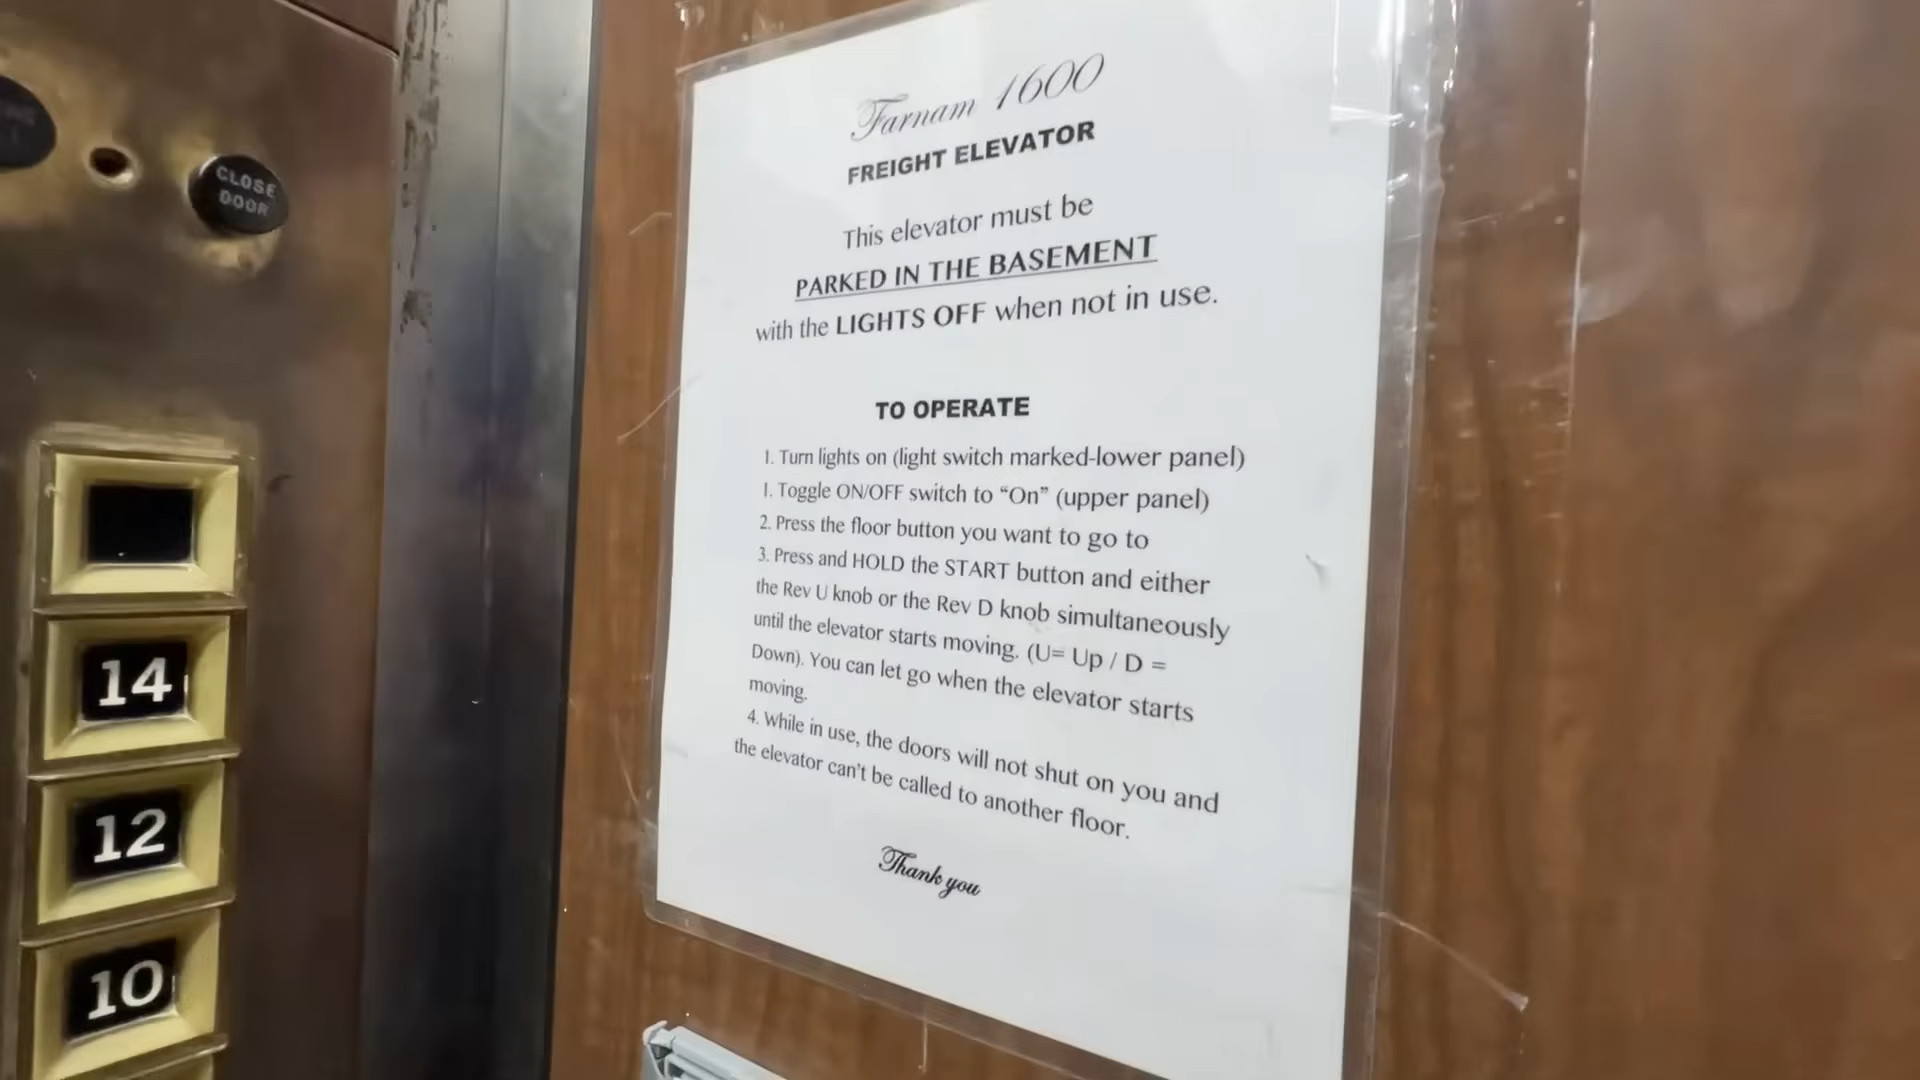 CLOSE
DOOR
14
12
10
Farnam 1600
FREIGHT ELEVATOR
This elevator must be
PARKED IN THE BASEMENT
with the LIGHTS OFF when not in use.
TO OPERATE
1. Turn lights on (light switch marked-lower panel)
1. Toggle ON/OFF switch to “On” (upper panel)
2. Press the floor button you want to go to
3. Press and HOLD the START button and either
the Rev U knob or the Rev D knob simultaneously
until the elevator starts moving. (U= Up / D =
Down). You can let go when the elevator starts
moving.
4. While in use, the doors will not shut on you and
the elevator can’t be called to another floor.
Thank you